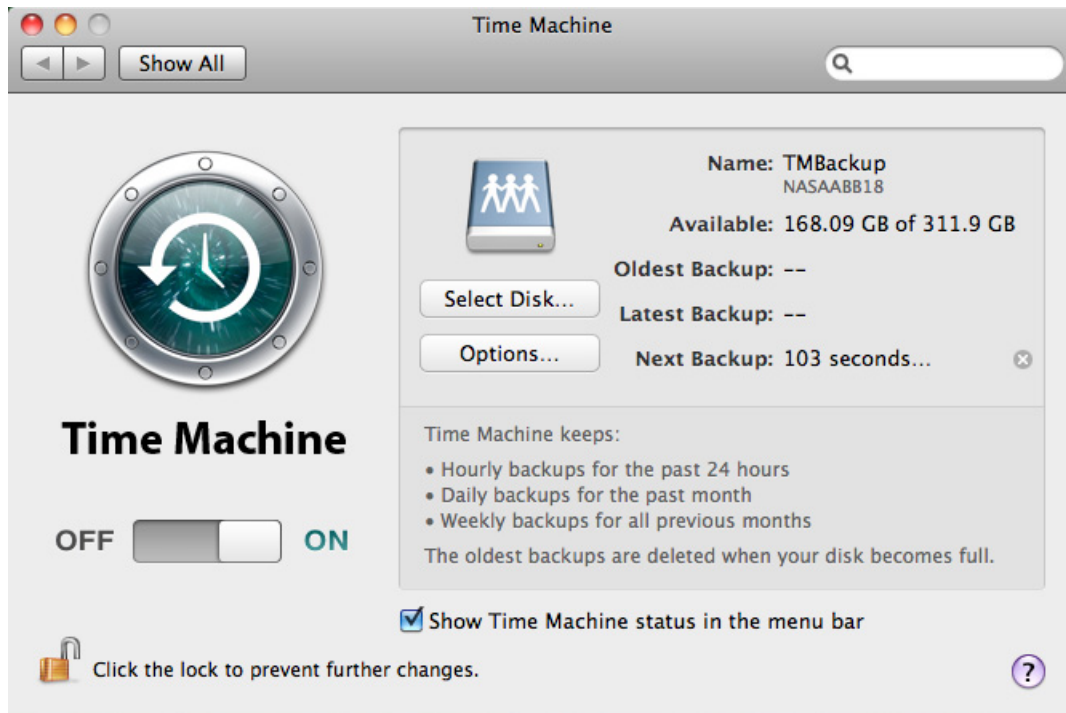 Time Machine
Show All
Name: TMBackup
NASAABB18
Available: 168.09 GB of 311.9 GB
Oldest Backup: --
Select Disk...
Latest Backup: --
Options...
Next Backup: 103 seconds...
Time Machine
Time Machine keeps:
• Hourly backups for the past 24 hours
• Daily backups for the past month
• Weekly backups for all previous months
The oldest backups are deleted when your disk becomes full.
OFF ON
Show Time Machine status in the menu bar
Click the lock to prevent further changes.
?